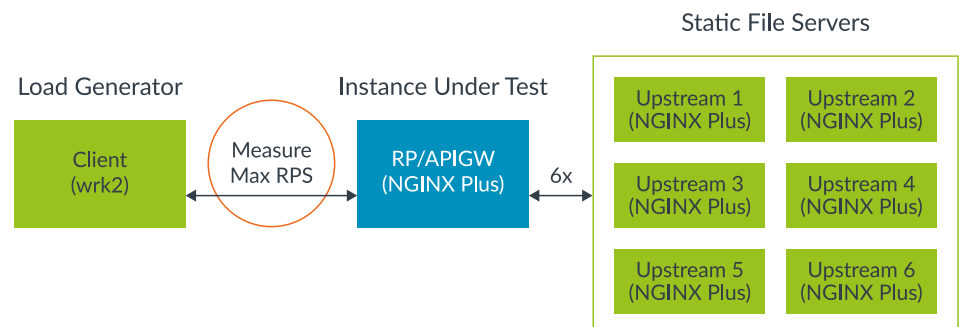 Static File Servers
Load Generator
Instance Under Test
Client
(wrk2)
Measure
Max RPS
RP/APIGW
(NGINX Plus)
6x
Upstream 1
(NGINX Plus)
Upstream 2
(NGINX Plus)
Upstream 3
(NGINX Plus)
Upstream 4
(NGINX Plus)
Upstream 5
(NGINX Plus)
Upstream 6
(NGINX Plus)